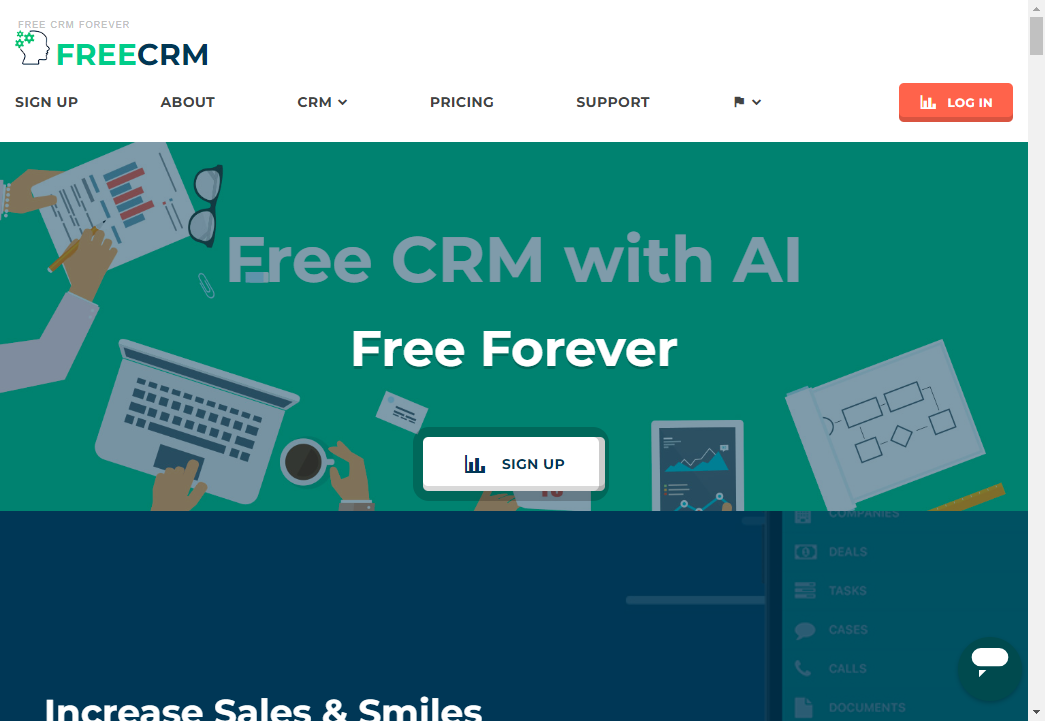 FREE CRM FOREVER
FREECRM
SIGN UP
ABOUT
CRM
PRICING
SUPPORT
LOG IN
Free CRM with AI
Free Forever
SIGN UP
COMPANIES
DEALS
TASKS
CASES
CALLS
DOCUMENTS
Increase Sales & Smiles